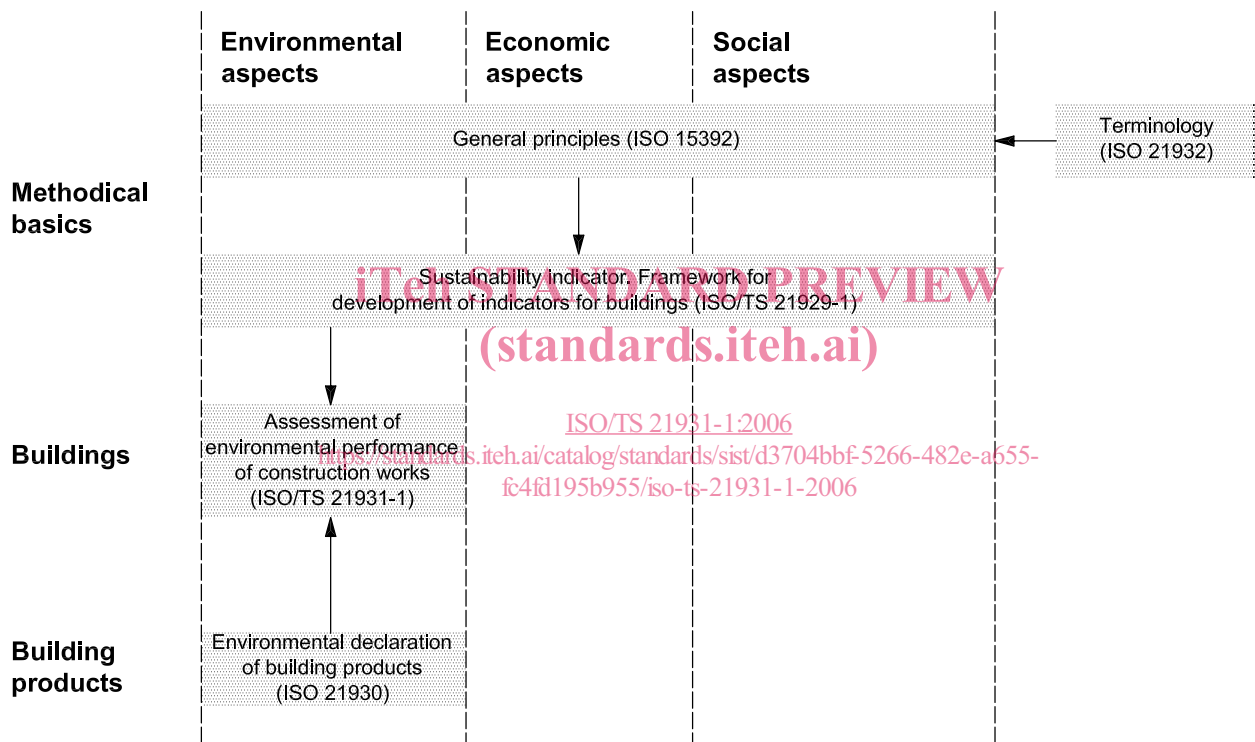 Environmental
aspects
Economic
aspects
Social
aspects
General principles (ISO 15392)
Terminology
(ISO 21932)
Methodical
basics
Sustainability indicator. Framework for
development of indicators for buildings (ISO/TS 21929-1)
iTeh STANDARD PREVIEW
(standards.iteh.ai)
Buildings
Assessment of
environmental performance
of construction works
(ISO/TS 21931-1)
ISO/TS 21931-1:2006
https://standards.iteh.ai/catalog/standards/sist/d3704bbf-5266-482e-a655-
fc4fd195b955/iso-ts-21931-1-2006
Building
products
Environmental declaration
of building products
(ISO 21930)